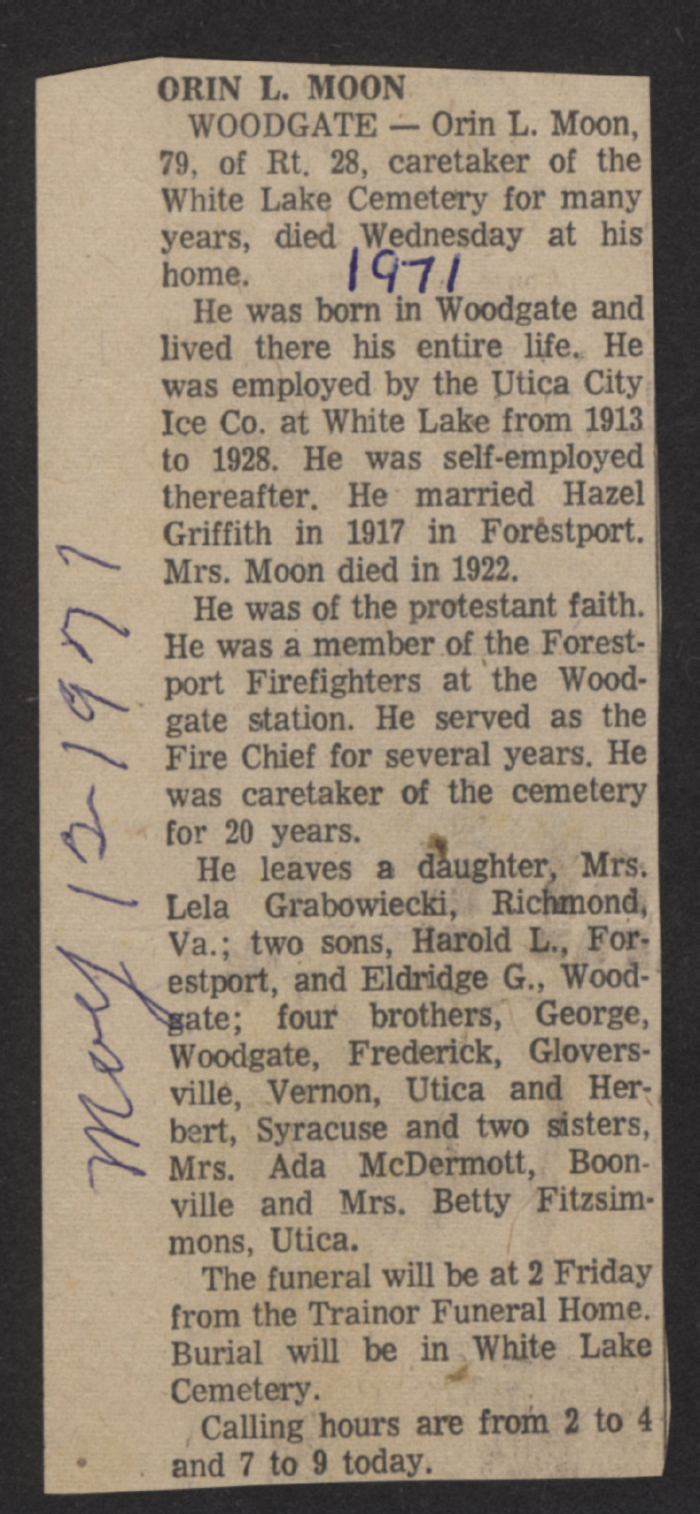 ORIN L. MOON
WOODGATE — Orin L. Moon,
79, of Rt. 28, caretaker of the
White Lake Cemetery for many
years, died Wednesday at his
home.
1971
He was born in Woodgate and
lived there his entire life. He
was employed by the Utica City
Ice Co. at White Lake from 1913
to 1928. He was self-employed
thereafter. He married Hazel
Griffith in 1917 in Forestport.
Mrs. Moon died in 1922.
He was of the protestant faith.
He was a member of the Forest-
port Firefighters at the Wood-
gate station. He served as the
Fire Chief for several years. He
was caretaker of the cemetery
for 20 years.
He leaves a daughter, Mrs.
Lela Grabowiecki, Richmond,
Va.; two sons, Harold L., For-
estport, and Eldridge G., Wood-
gate; four brothers, George,
Woodgate, Frederick, Glovers-
ville, Vernon, Utica and Her-
bert, Syracuse and two sisters,
Mrs. Ada McDermott, Boon-
ville and Mrs. Betty Fitzsim-
mons, Utica.
The funeral will be at 2 Friday
from the Trainor Funeral Home.
Burial will be in White Lake
Cemetery.
Calling hours are from 2 to 4
and 7 to 9 today.
May 12-1971